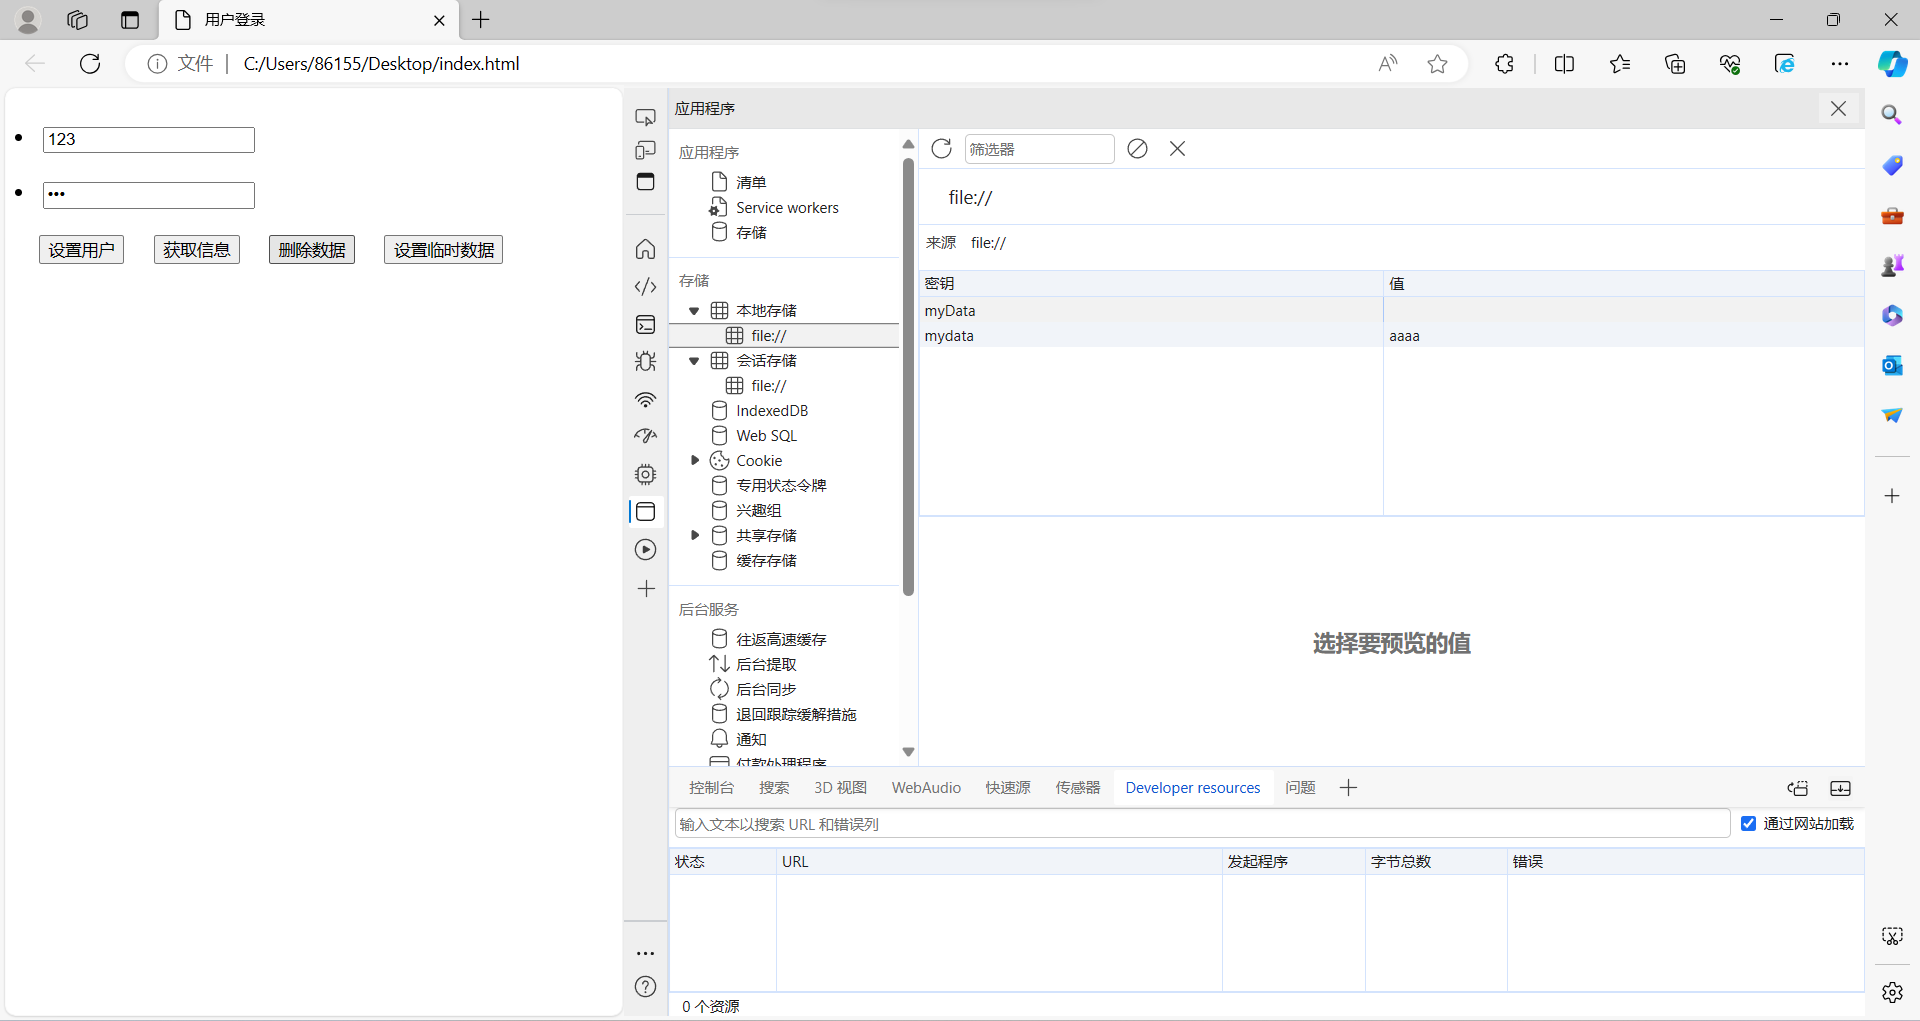 用户登录
文件
C:/Users/86155/Desktop/index.html
123
•••
设置用户 获取信息 删除数据 设置临时数据
应用程序
应用程序
清单
Service workers
存储
存储
本地存储
file://
会话存储
file://
IndexedDB
Web SQL
Cookie
专用状态令牌
兴趣组
共享存储
缓存存储
后台服务
往返高速缓存
后台提取
后台同步
退回跟踪缓解措施
通知
付款处理程序
筛选器
file://
来源 file://
密钥 值
myData
mydata aaaa
选择要预览的值
控制台 搜索 3D 视图 WebAudio 快速源 传感器 Developer resources 问题
输入文本以搜索 URL 和错误列
通过网站加载
状态 URL 发起程序 字节总数 错误
0 个资源